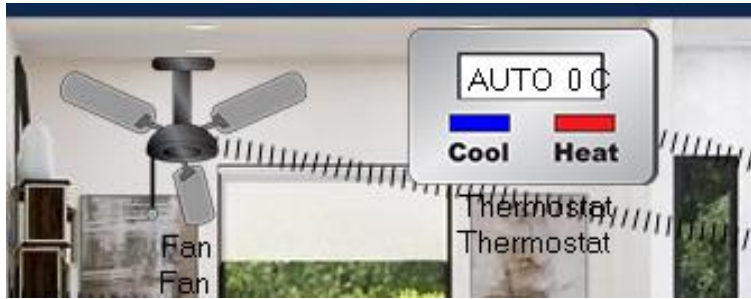 AUTO 0 C
Cool Heat
Thermostat
Thermostat
Fan
Fan